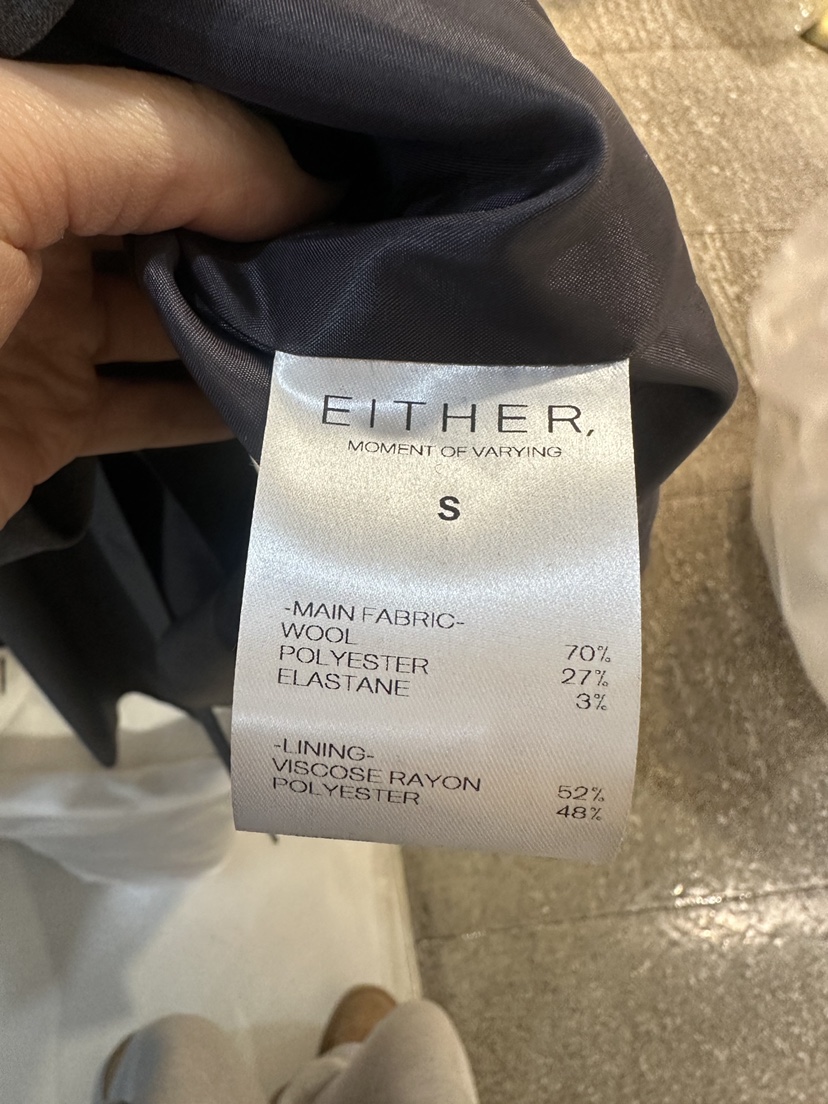 EITHER,
MOMENT OF VARYING
S
-MAIN FABRIC-
WOOL 70%
POLYESTER 27%
ELASTANE 3%
-LINING-
VISCOSE RAYON 52%
POLYESTER 48%